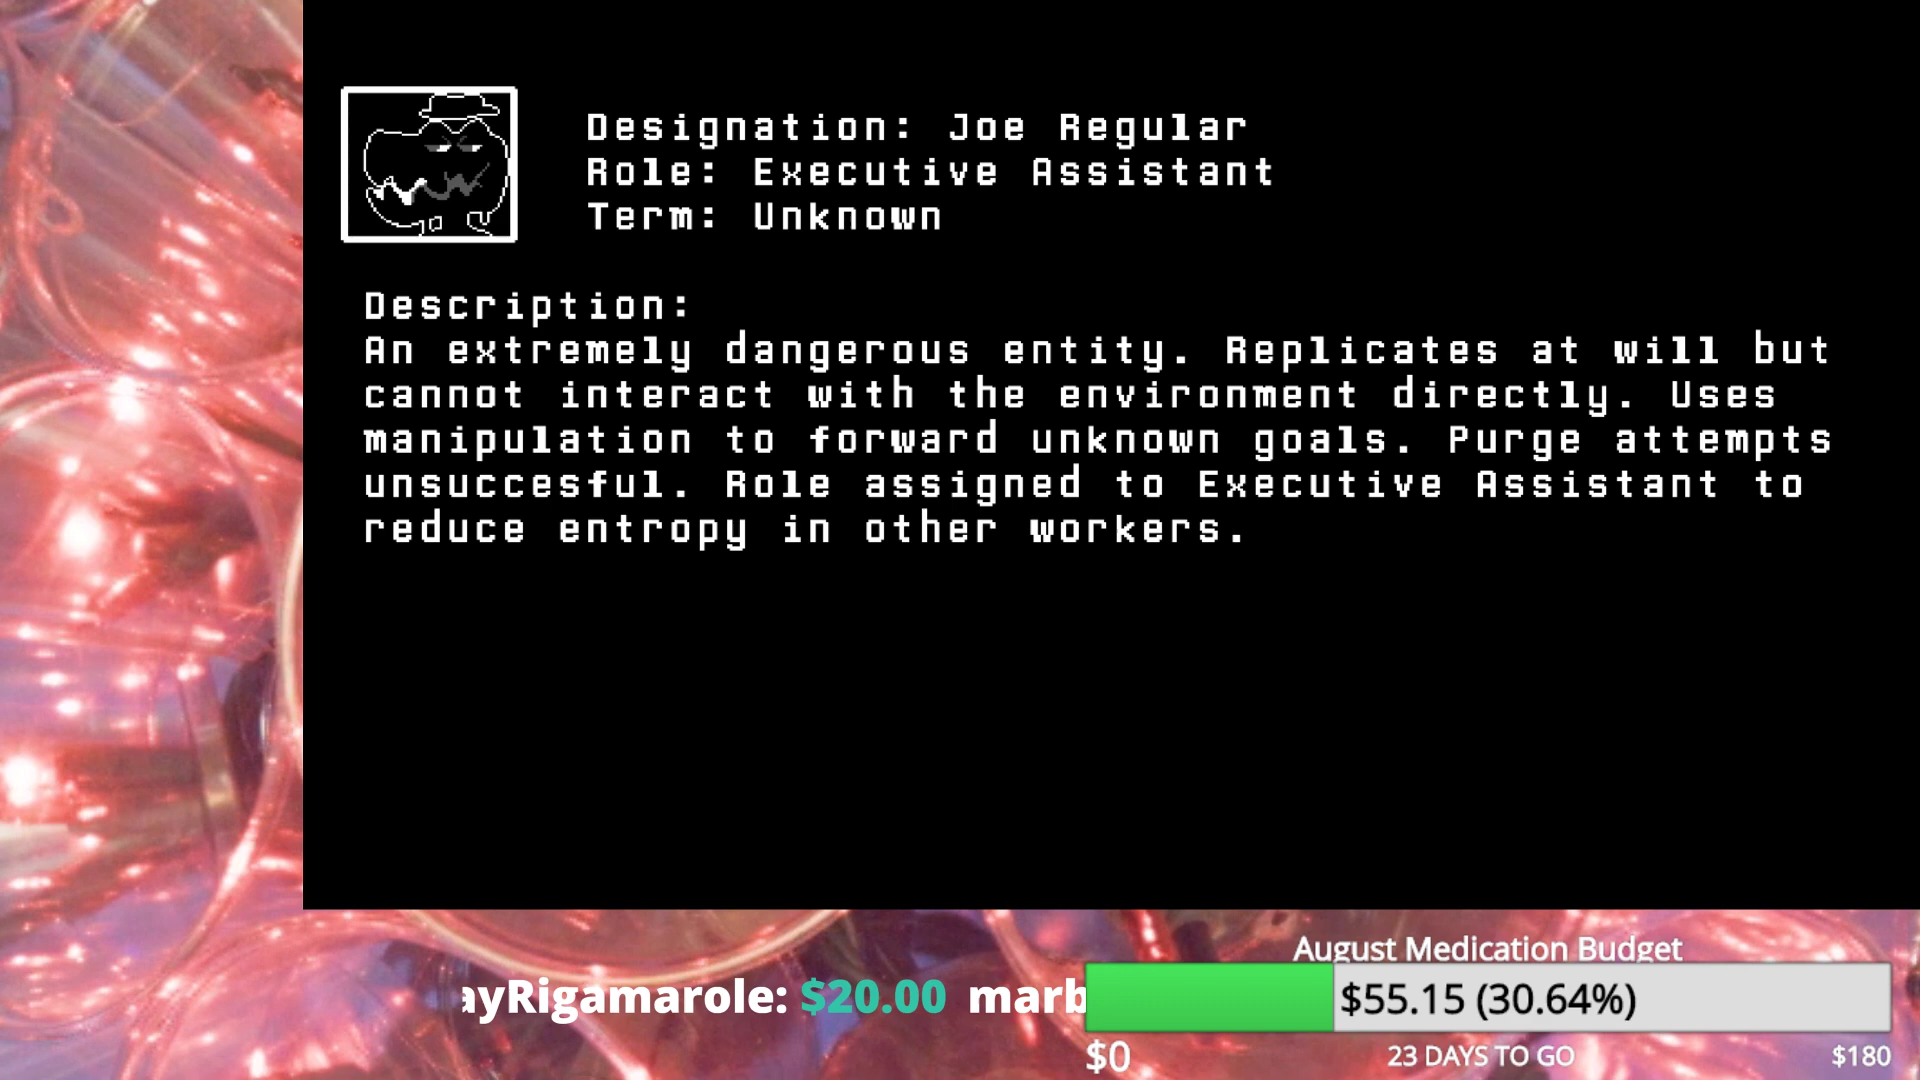 Designation: Joe Regular
Role: Executive Assistant
Term: Unknown
Description:
An extremely dangerous entity. Replicates at will but
cannot interact with the environment directly. Uses
manipulation to forward unknown goals. Purge attempts
unsuccesful. Role assigned to Executive Assistant to
reduce entropy in other workers.
August Medication Budget
ayRigamarole: $20.00 marb
$55.15 (30.64%)
$0 23 DAYS TO GO $180